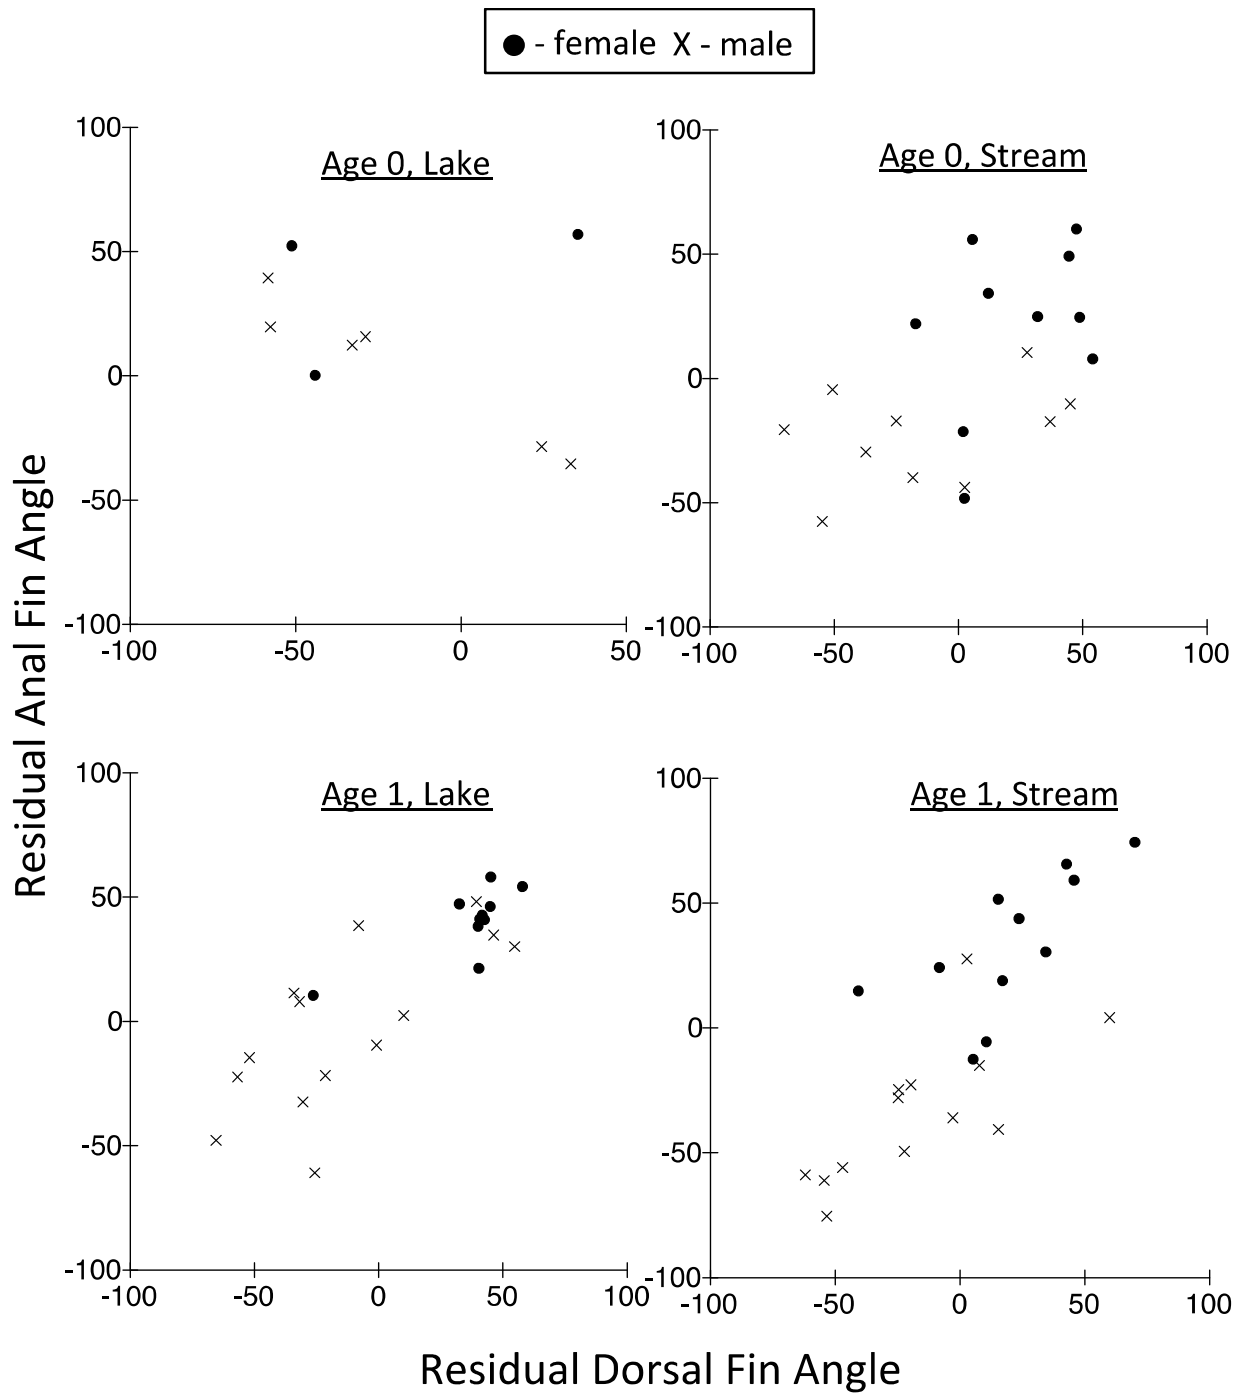 ● - female X - male
Age 0, Lake
100
50
0
-50
-100
-100 -50 0 50
Age 0, Stream
100
50
0
-50
-100
-100 -50 0 50 100
Residual Anal Fin Angle
Age 1, Lake
100
50
0
-50
-100
-100 -50 0 50 100
Age 1, Stream
100
50
0
-50
-100
-100 -50 0 50 100
Residual Dorsal Fin Angle